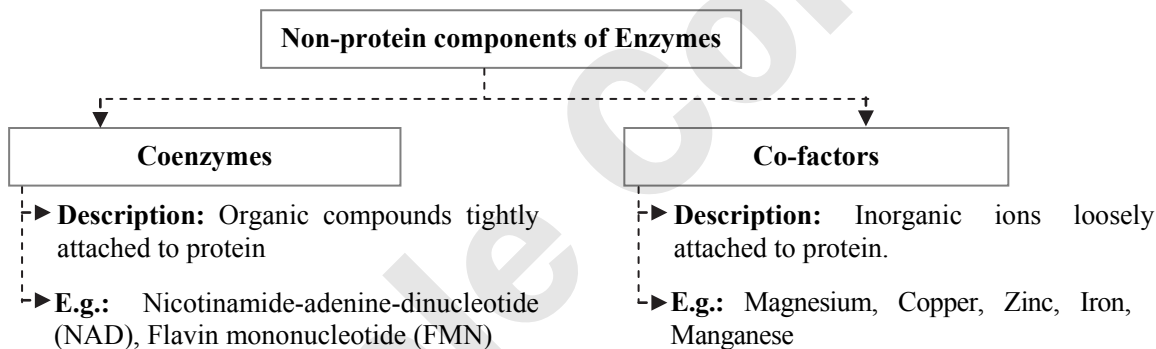 Non-protein components of Enzymes
Coenzymes
Description: Organic compounds tightly
attached to protein
E.g.: Nicotinamide-adenine-dinucleotide
(NAD), Flavin mononucleotide (FMN)
Co-factors
Description: Inorganic ions loosely
attached to protein.
E.g.: Magnesium, Copper, Zinc, Iron,
Manganese